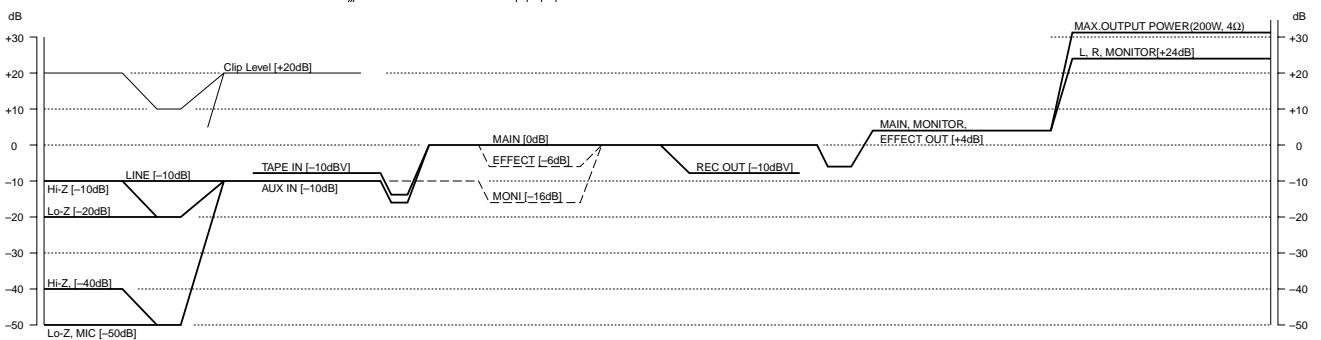 dB
dB
MAX.OUTPUT POWER(200W, 4Ω)
+30
+30
L, R, MONITOR[+24dB]
Clip Level [+20dB]
+20
+20
+10
+10
MAIN, MONITOR,
EFFECT OUT [+4dB]
MAIN [0dB]
0
0
EFFECT [–6dB]
TAPE IN [–10dBV]
REC OUT [–10dBV]
LINE [–10dB]
–10
–10
Hi-Z [–10dB]
AUX IN [–10dB]
MONI [–16dB]
Lo-Z [–20dB]
–20
–20
–30
–30
Hi-Z, [–40dB]
–40
–40
–50
–50
Lo-Z, MIC [–50dB]